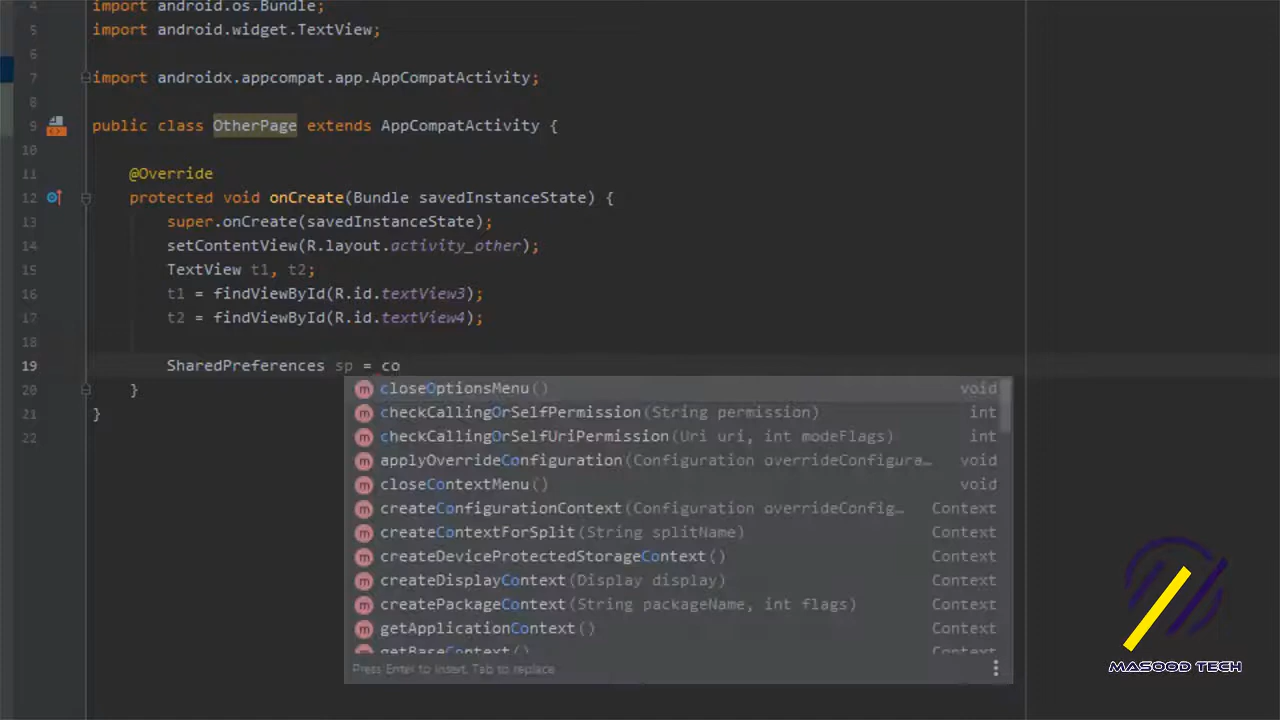 4 import android.os.Bundle;
5 import android.widget.TextView;
6
7 import androidx.appcompat.app.AppCompatActivity;
8
9 public class OtherPage extends AppCompatActivity {
10
11 @Override
12 protected void onCreate(Bundle savedInstanceState) {
13 super.onCreate(savedInstanceState);
14 setContentView(R.layout.activity_other);
15 TextView t1, t2;
16 t1 = findViewById(R.id.textView3);
17 t2 = findViewById(R.id.textView4);
18
19 SharedPreferences sp = co
20 }
21 }
22
closeOptionsMenu() void
checkCallingOrSelfPermission(String permission) int
checkCallingOrSelfUriPermission(Uri uri, int modeFlags) int
applyOverrideConfiguration(Configuration overrideConfigura… void
closeContextMenu() void
createConfigurationContext(Configuration overrideConfig… Context
createContextForSplit(String splitName) Context
createDeviceProtectedStorageContext() Context
createDisplayContext(Display display) Context
createPackageContext(String packageName, int flags) Context
getApplicationContext() Context
getBaseContext() Context
Press Enter to insert, Tab to replace
MASOOD TECH